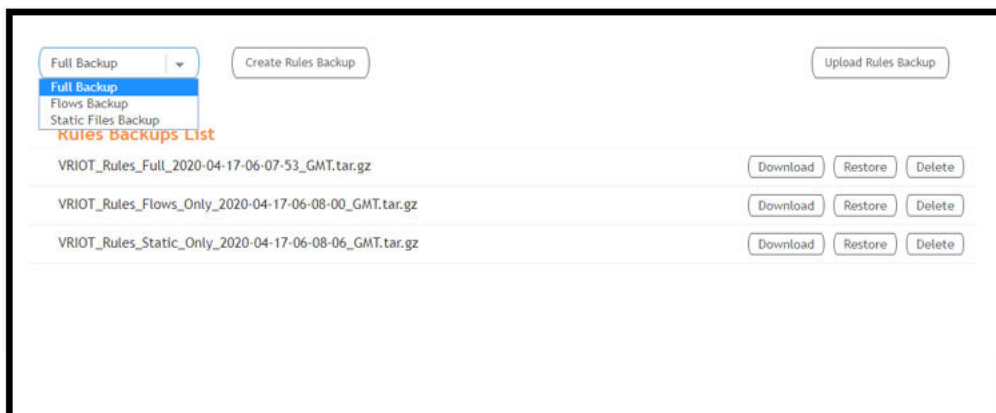 Full Backup
Create Rules Backup
Upload Rules Backup
Full Backup
Flows Backup
Static Files Backup
Rules Backups List
VRIOT_Rules_Full_2020-04-17-06-07-53_GMT.tar.gz
Download Restore Delete
VRIOT_Rules_Flows_Only_2020-04-17-06-08-00_GMT.tar.gz
Download Restore Delete
VRIOT_Rules_Static_Only_2020-04-17-06-08-06_GMT.tar.gz
Download Restore Delete